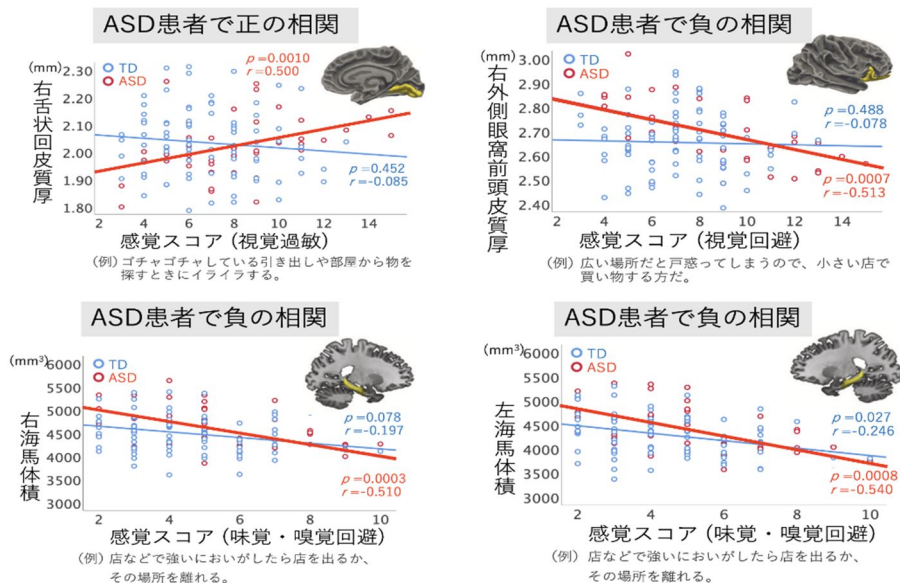 ASD患者で正の相関
(mm)
右舌状回皮質厚
2.30
2.20
2.10
2.00
1.90
1.80
TD
ASD
p=0.0010
r=0.500
p=0.452
r=-0.085
2 4 6 8 10 12 14
感覚スコア (視覚過敏)
(例) ゴチャゴチャしている引き出しや部屋から物を
探すときにイライラする。
ASD患者で負の相関
(mm)
右外側眼窩前頭皮質厚
3.00
2.90
2.80
2.70
2.60
2.50
2.40
TD
ASD
p=0.488
r=-0.078
p=0.0007
r=-0.513
2 4 6 8 10 12 14
感覚スコア (視覚回避)
(例) 広い場所だと戸惑ってしまうので、小さい店で
買い物する方だ。
ASD患者で負の相関
(mm³)
右海馬体積
6000
5500
5000
4500
4000
3500
3000
TD
ASD
p=0.078
r=-0.197
p=0.0003
r=-0.510
2 4 6 8 10
感覚スコア (味覚・嗅覚回避)
(例) 店などで強いにおいがしたら店を出るか、
その場所を離れる。
ASD患者で負の相関
(mm³)
左海馬体積
6000
5500
5000
4500
4000
3500
3000
TD
ASD
p=0.027
r=-0.246
p=0.0008
r=-0.540
2 4 6 8 10
感覚スコア (味覚・嗅覚回避)
(例) 店などで強いにおいがしたら店を出るか、
その場所を離れる。